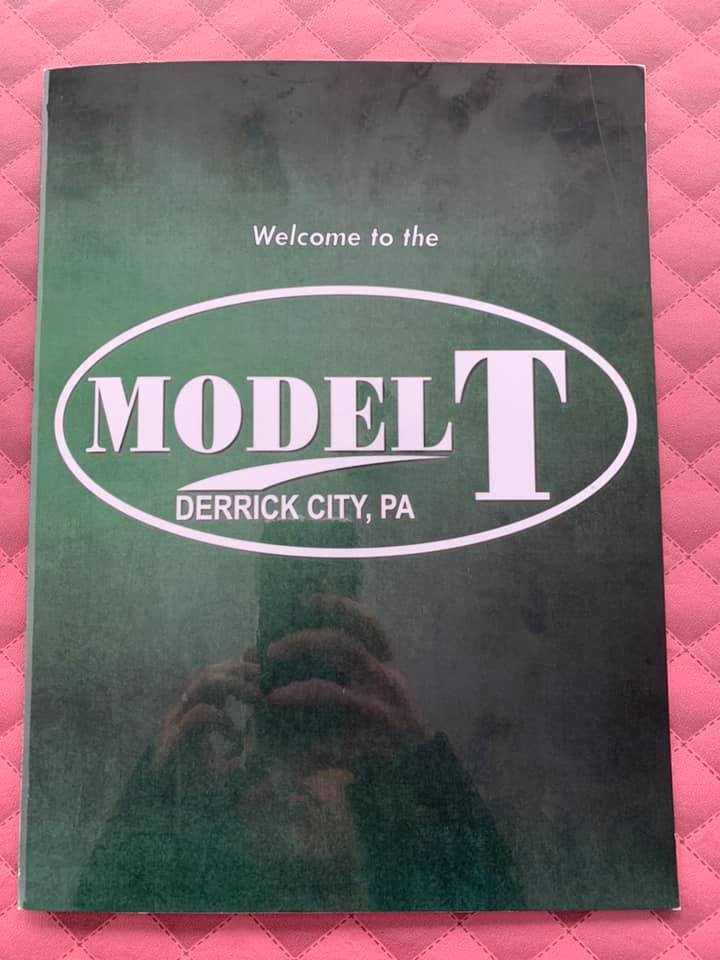 Welcome to the
MODEL T
DERRICK CITY, PA